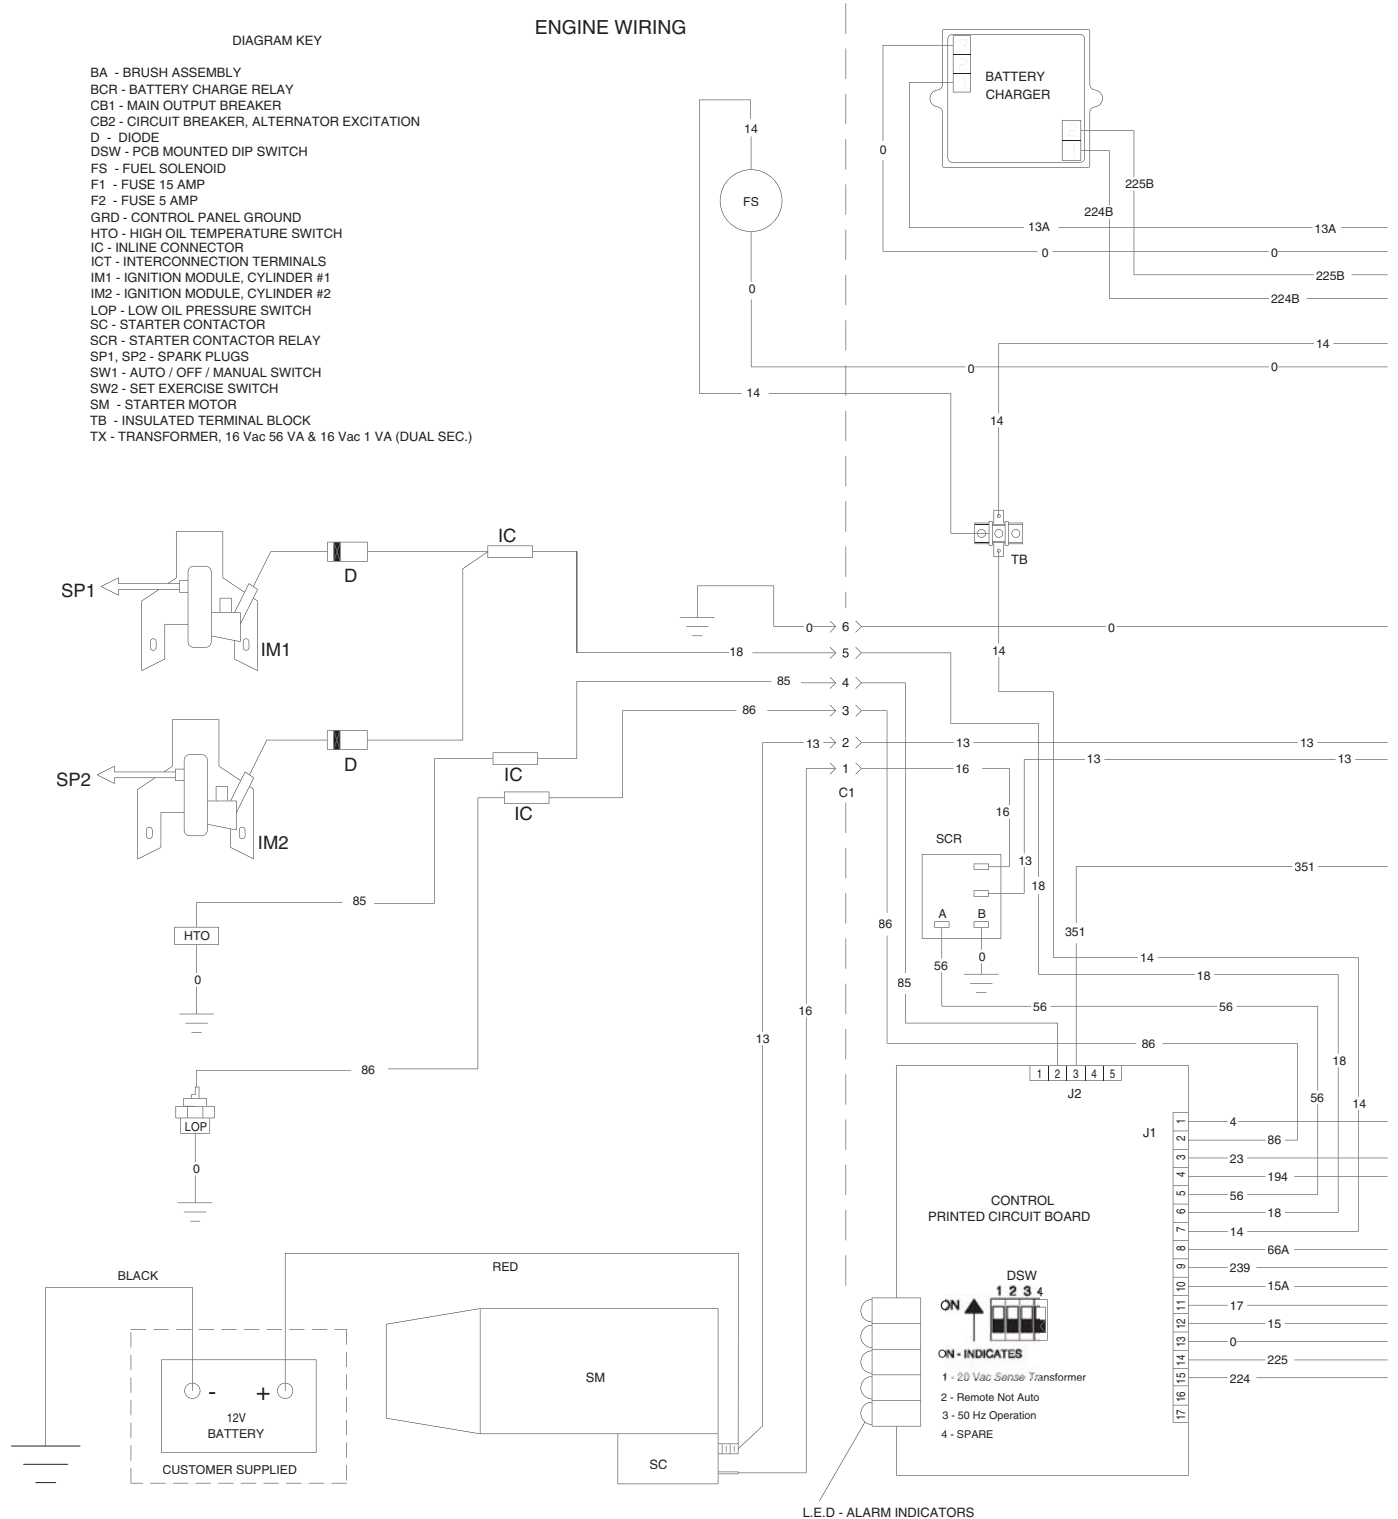 ENGINE WIRING
DIAGRAM KEY
BA - BRUSH ASSEMBLY
BCR - BATTERY CHARGE RELAY
CB1 - MAIN OUTPUT BREAKER
CB2 - CIRCUIT BREAKER, ALTERNATOR EXCITATION
D - DIODE
DSW - PCB MOUNTED DIP SWITCH
FS - FUEL SOLENOID
F1 - FUSE 15 AMP
F2 - FUSE 5 AMP
GRD - CONTROL PANEL GROUND
HTO - HIGH OIL TEMPERATURE SWITCH
IC - INLINE CONNECTOR
ICT - INTERCONNECTION TERMINALS
IM1 - IGNITION MODULE, CYLINDER #1
IM2 - IGNITION MODULE, CYLINDER #2
LOP - LOW OIL PRESSURE SWITCH
SC - STARTER CONTACTOR
SCR - STARTER CONTACTOR RELAY
SP1, SP2 - SPARK PLUGS
SW1 - AUTO / OFF / MANUAL SWITCH
SW2 - SET EXERCISE SWITCH
SM - STARTER MOTOR
TB - INSULATED TERMINAL BLOCK
TX - TRANSFORMER, 16 Vac 56 VA & 16 Vac 1 VA (DUAL SEC.)
BATTERY
CHARGER
14
0
FS
0
225B
224B
13A
13A
0
0
225B
224B
14
0
0
14
14
TB
IC
D
SP1
IM1
0
6
0
18
5
14
85
4
86
3
13
2
13
13
13
13
D
SP2
IC
IC
1
16
C1
16
IM2
SCR
13
351
18
85
A
B
86
351
HTO
56
0
14
18
0
85
56
56
16
13
86
18
86
1 2 3 4 5
J2
56
14
LOP
J1
1
4
2
86
3
23
4
194
5
56
6
18
7
14
8
66A
9
239
10
15A
11
17
12
15
13
0
14
225
15
224
16
17
0
CONTROL
PRINTED CIRCUIT BOARD
BLACK
RED
DSW
1 2 3 4
ON
ON - INDICATES
1 - 20 Vac Sense Transformer
2 - Remote Not Auto
3 - 50 Hz Operation
4 - SPARE
SM
- +
12V
BATTERY
CUSTOMER SUPPLIED
SC
L.E.D - ALARM INDICATORS